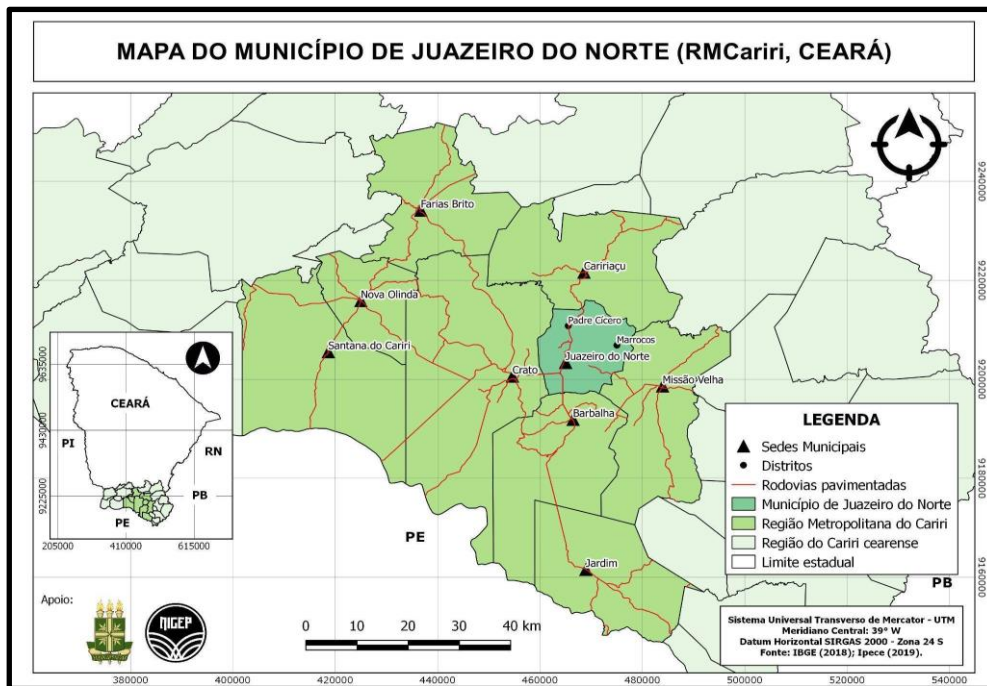 MAPA DO MUNICÍPIO DE JUAZEIRO DO NORTE (RMCariri, CEARÁ)
Farias Brito
Caririaçu
Nova Olinda
Padre Cícero
Marrocos
Santana do Cariri
Juazeiro do Norte
Crato
Missão Velha
Barbalha
Jardim
PE
PB
9240000
9220000
9200000
9180000
9160000
CEARÁ
PI
RN
PB
PE
9635000
9430000
9225000
205000 410000 615000
LEGENDA
Sedes Municipais
Distritos
Rodovias pavimentadas
Município de Juazeiro do Norte
Região Metropolitana do Cariri
Região do Cariri cearense
Limite estadual
Apoio:
NIGEP
0 10 20 30 40 km
Sistema Universal Transverso de Mercator - UTM
Meridiano Central: 39° W
Datum Horizontal SIRGAS 2000 - Zona 24 S
Fonte: IBGE (2018); Ipece (2019).
380000 400000 420000 440000 460000 480000 500000 520000 540000